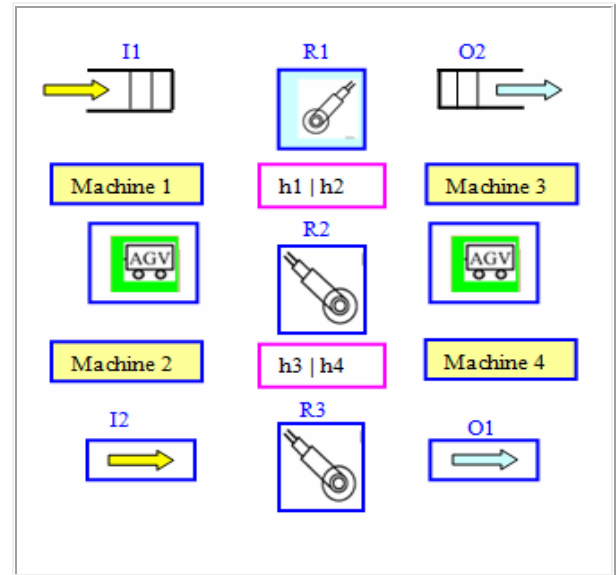 I1 R1 O2
Machine 1 h1 | h2 Machine 3
R2
AGV AGV
Machine 2 h3 | h4 Machine 4
I2 R3 O1